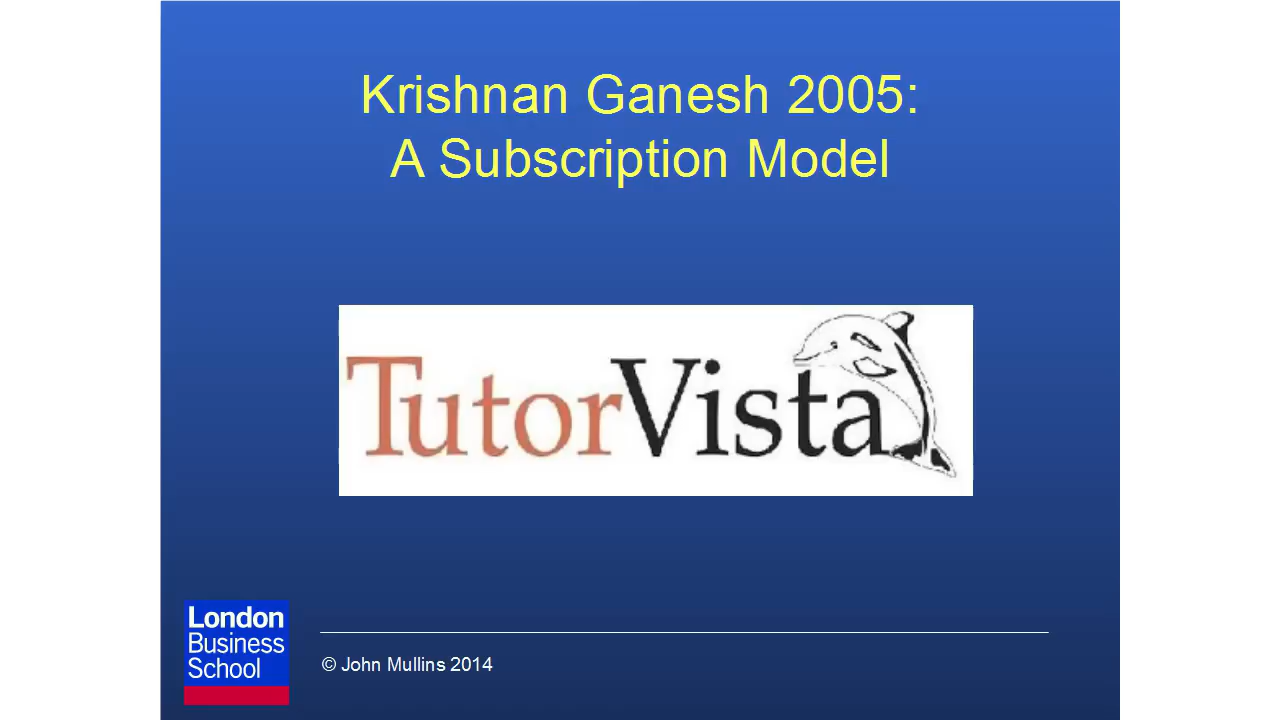 Krishnan Ganesh 2005:
A Subscription Model
TutorVista
London
Business
School
© John Mullins 2014